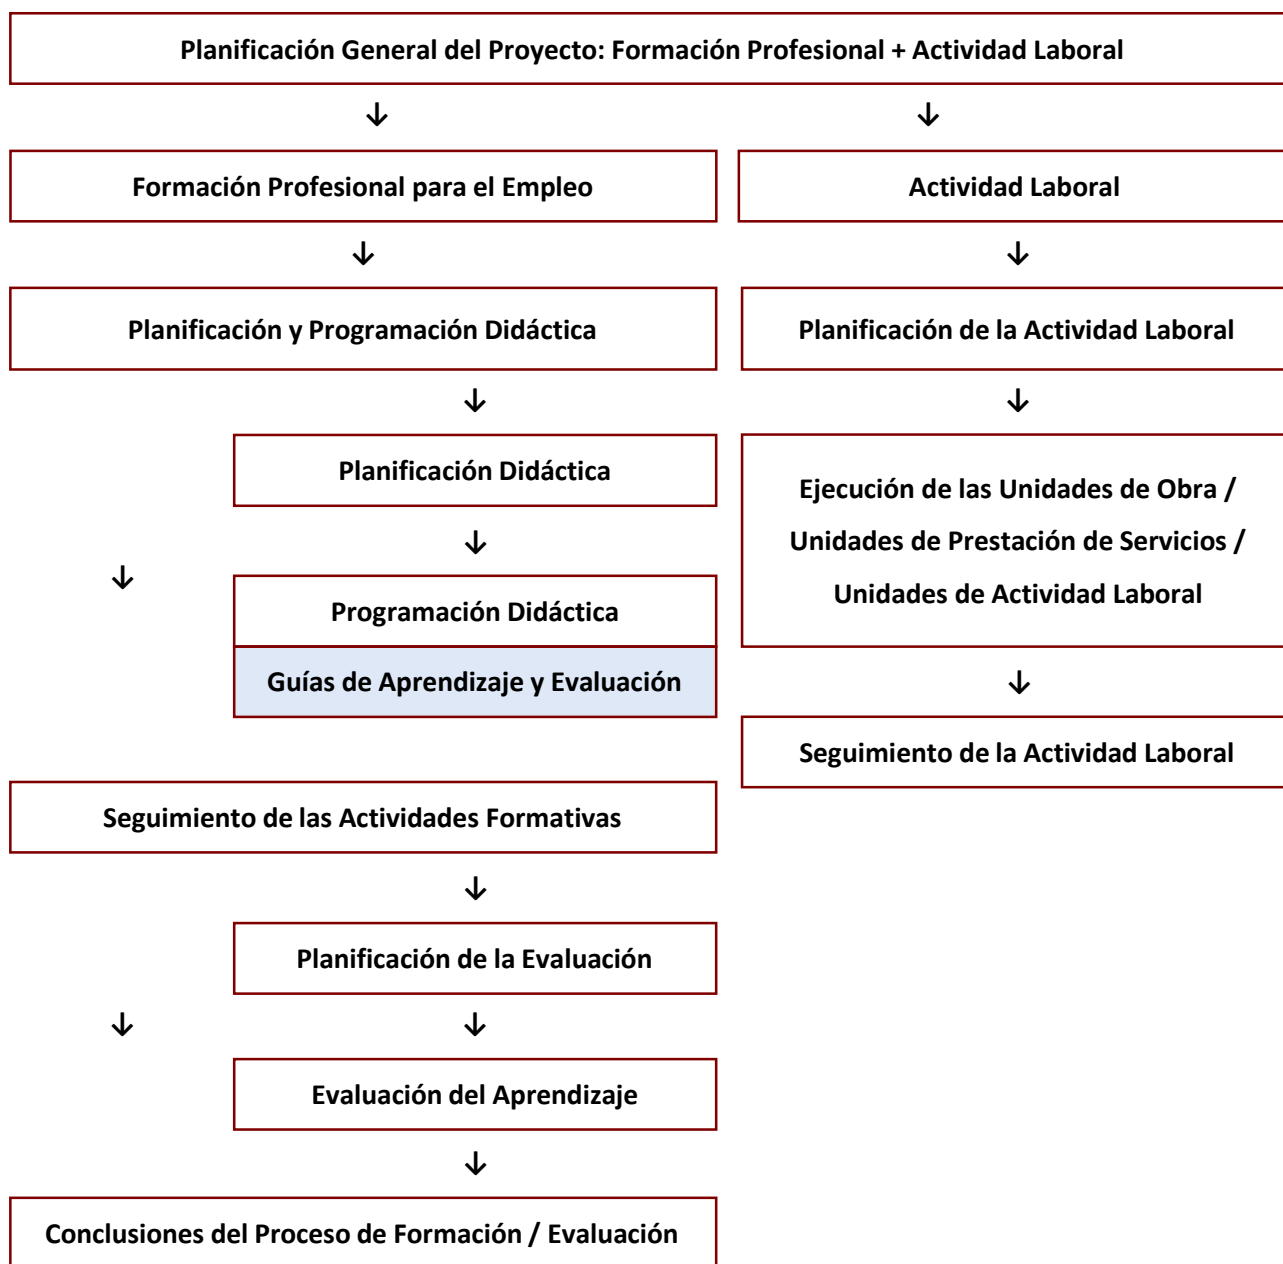 Planificación General del Proyecto: Formación Profesional + Actividad Laboral
↓ ↓
Formación Profesional para el Empleo
Actividad Laboral
↓ ↓
Planificación y Programación Didáctica
Planificación de la Actividad Laboral
↓ ↓
Planificación Didáctica
Ejecución de las Unidades de Obra /
Unidades de Prestación de Servicios /
Unidades de Actividad Laboral
↓
↓
Programación Didáctica
Guías de Aprendizaje y Evaluación
↓
Seguimiento de la Actividad Laboral
Seguimiento de las Actividades Formativas
↓
Planificación de la Evaluación
↓ ↓
Evaluación del Aprendizaje
↓
Conclusiones del Proceso de Formación / Evaluación